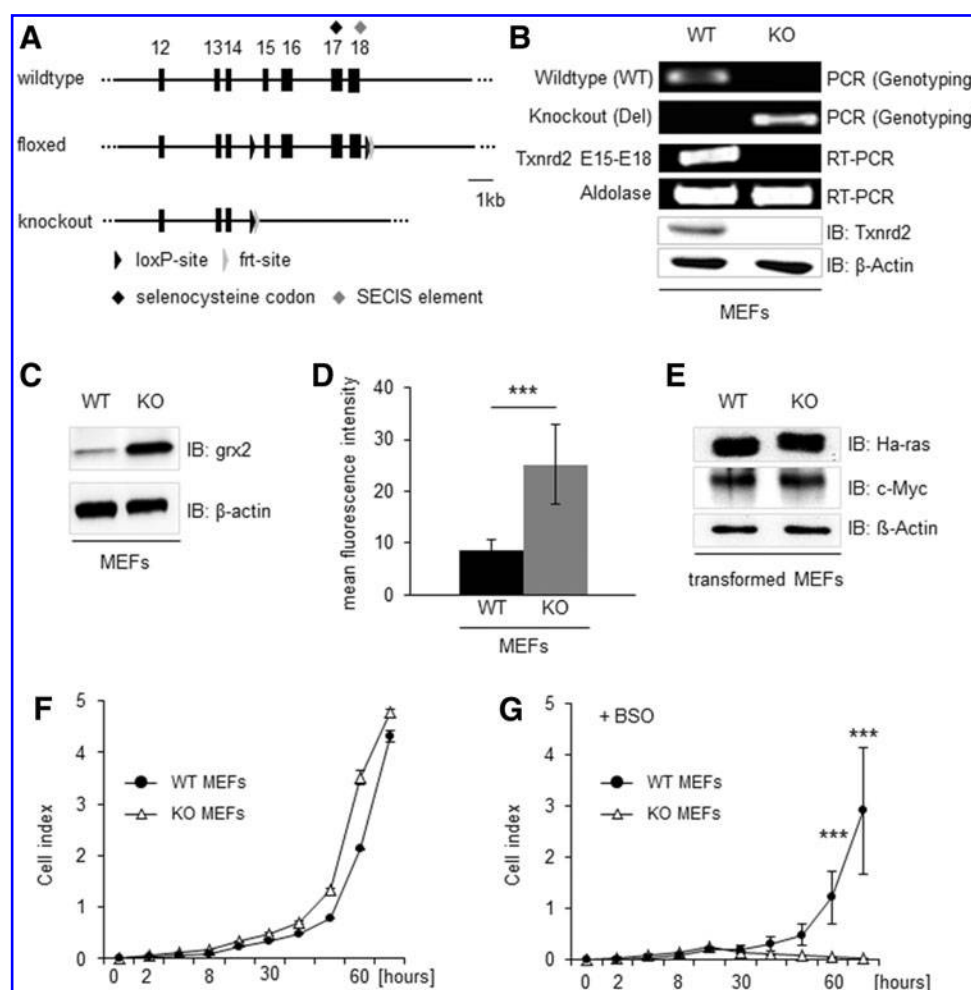 A
17 18
12 13 14 15 16
wildtype
floxed
1kb
knockout
loxP-site frt-site
selenocysteine codon SECIS element
B
WT KO
Wildtype (WT) PCR (Genotyping
Knockout (Del) PCR (Genotyping
Txnrd2 E15-E18 RT-PCR
Aldolase RT-PCR
IB: Txnrd2
IB: β-Actin
MEFs
C
WT KO
IB: grx2
IB: β-actin
MEFs
D
mean fluorescence intensity
40
30
20
10
0
***
WT KO
MEFs
E
WT KO
IB: Ha-ras
IB: c-Myc
IB: ß-Actin
transformed MEFs
F
Cell index
5
4
3
2
1
0
WT MEFs
KO MEFs
0 2 8 30 60 [hours]
G
+ BSO
Cell index
5
4
3
2
1
0
WT MEFs
KO MEFs
***
***
0 2 8 30 60 [hours]